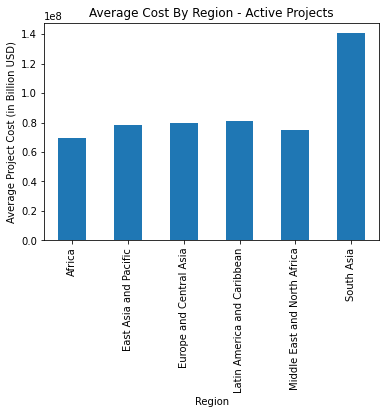 Average Cost By Region - Active Projects
1e8
Average Project Cost (in Billion USD)
1.4
1.2
1.0
0.8
0.6
0.4
0.2
0.0
Africa
East Asia and Pacific
Europe and Central Asia
Latin America and Caribbean
Middle East and North Africa
South Asia
Region